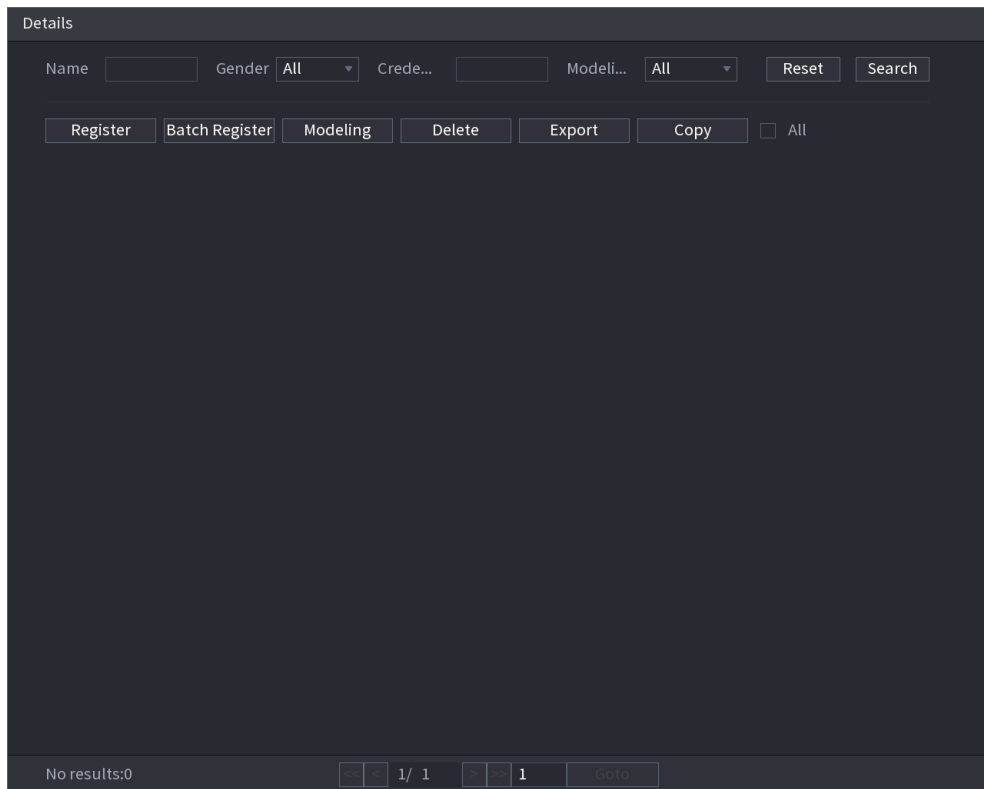 Details
Name Gender All Crede... Modeli... All Reset Search
Register Batch Register Modeling Delete Export Copy All
No results:0 << < 1/ 1 > >> 1 Goto